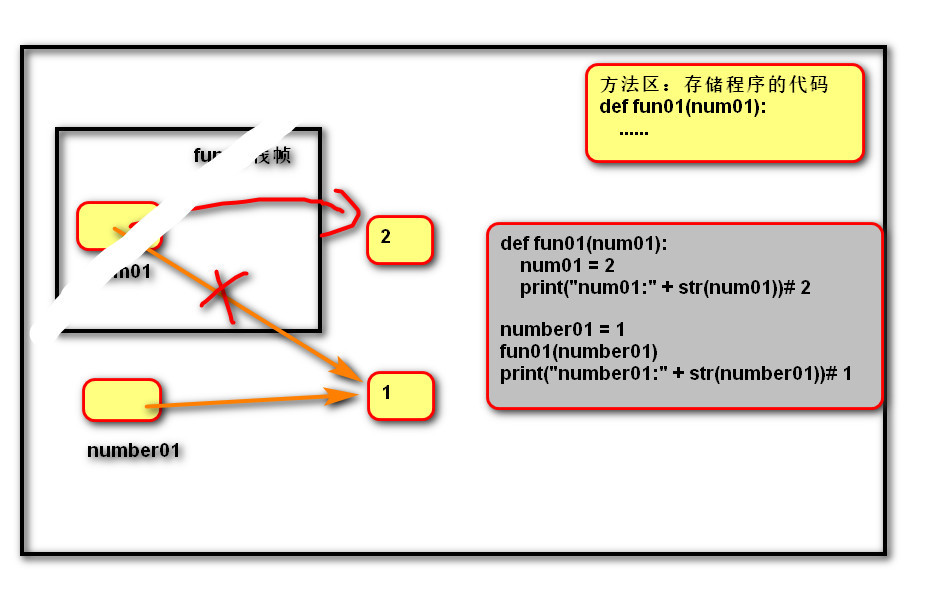 方法区：存储程序的代码
def fun01(num01):
......
栈帧
2
1
number01
def fun01(num01):
num01 = 2
print("num01:" + str(num01))# 2
number01 = 1
fun01(number01)
print("number01:" + str(number01))# 1